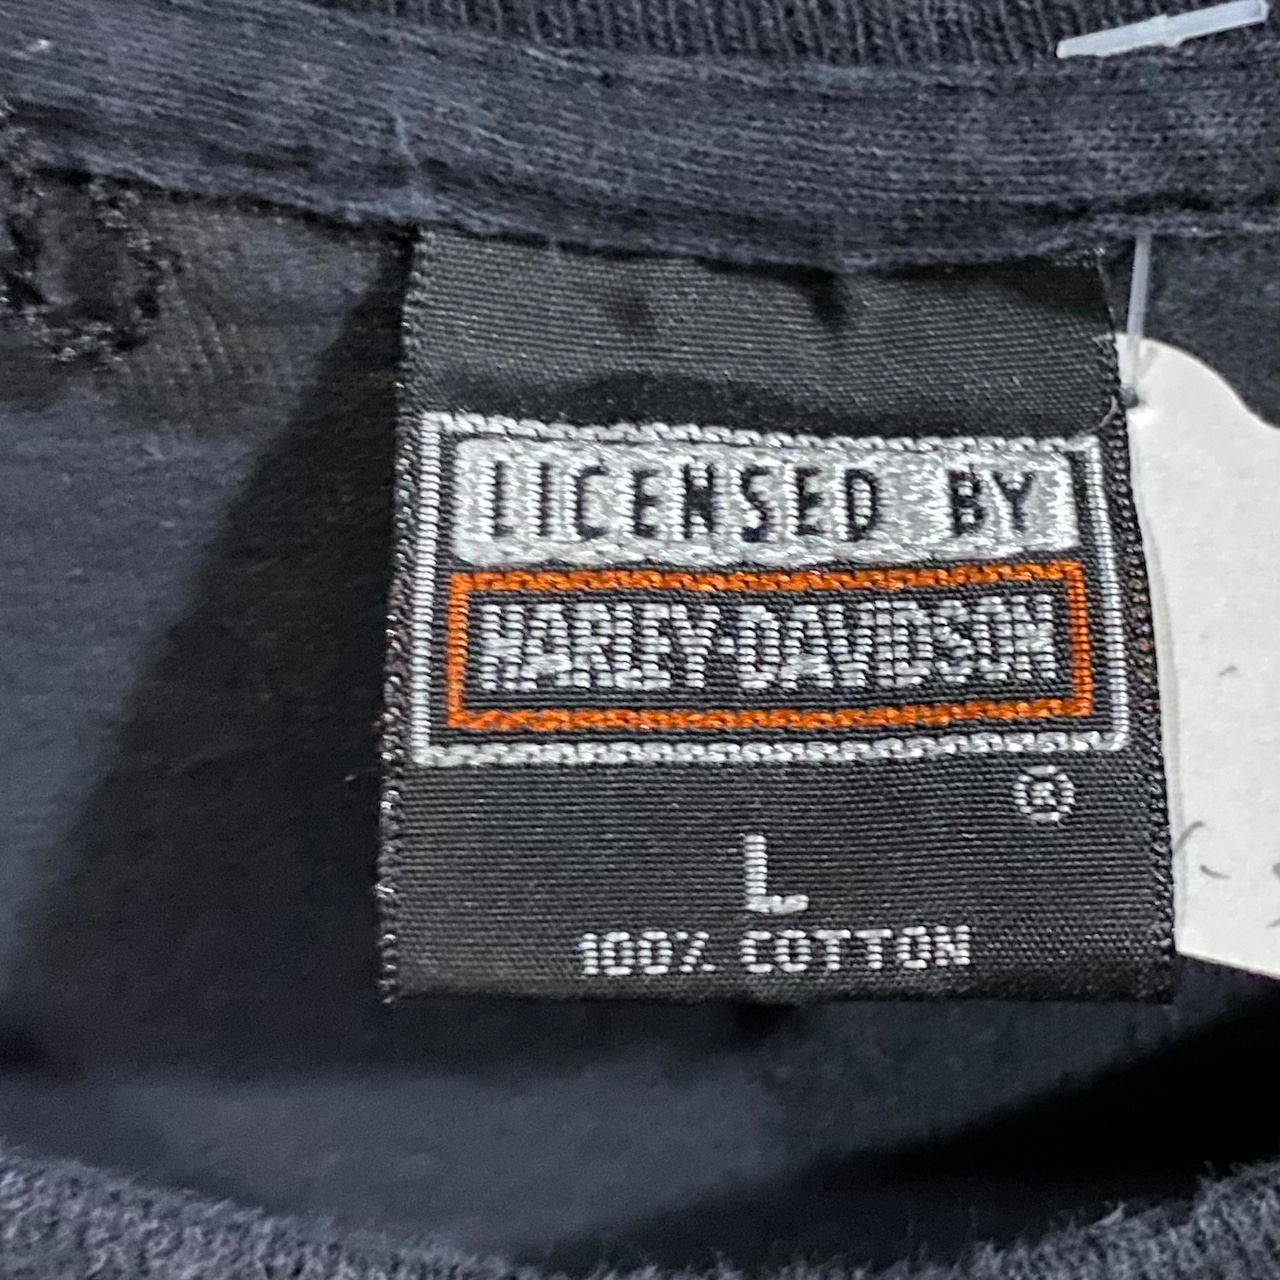 LICENSED BY
HARLEY-DAVIDSON
®
L
100% COTTON